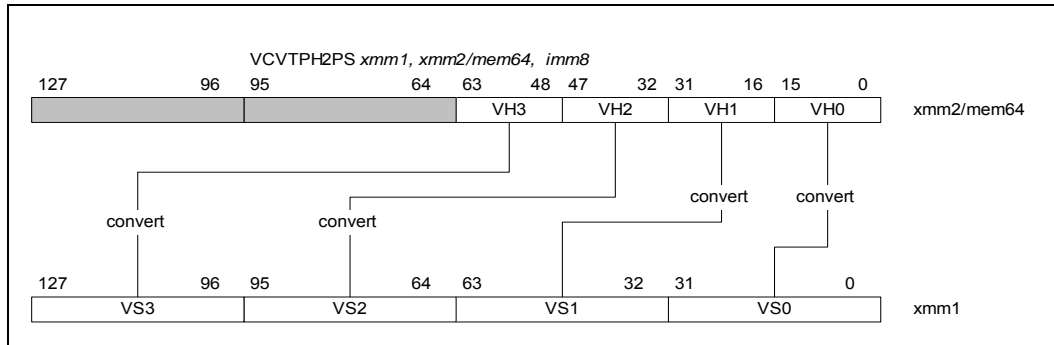 VCVTPH2PS xmm1, xmm2/mem64, imm8
127 96 95 64 63 48 47 32 31 16 15 0
VH3 VH2 VH1 VH0 xmm2/mem64
convert convert convert convert
127 96 95 64 63 32 31 0
VS3 VS2 VS1 VS0 xmm1